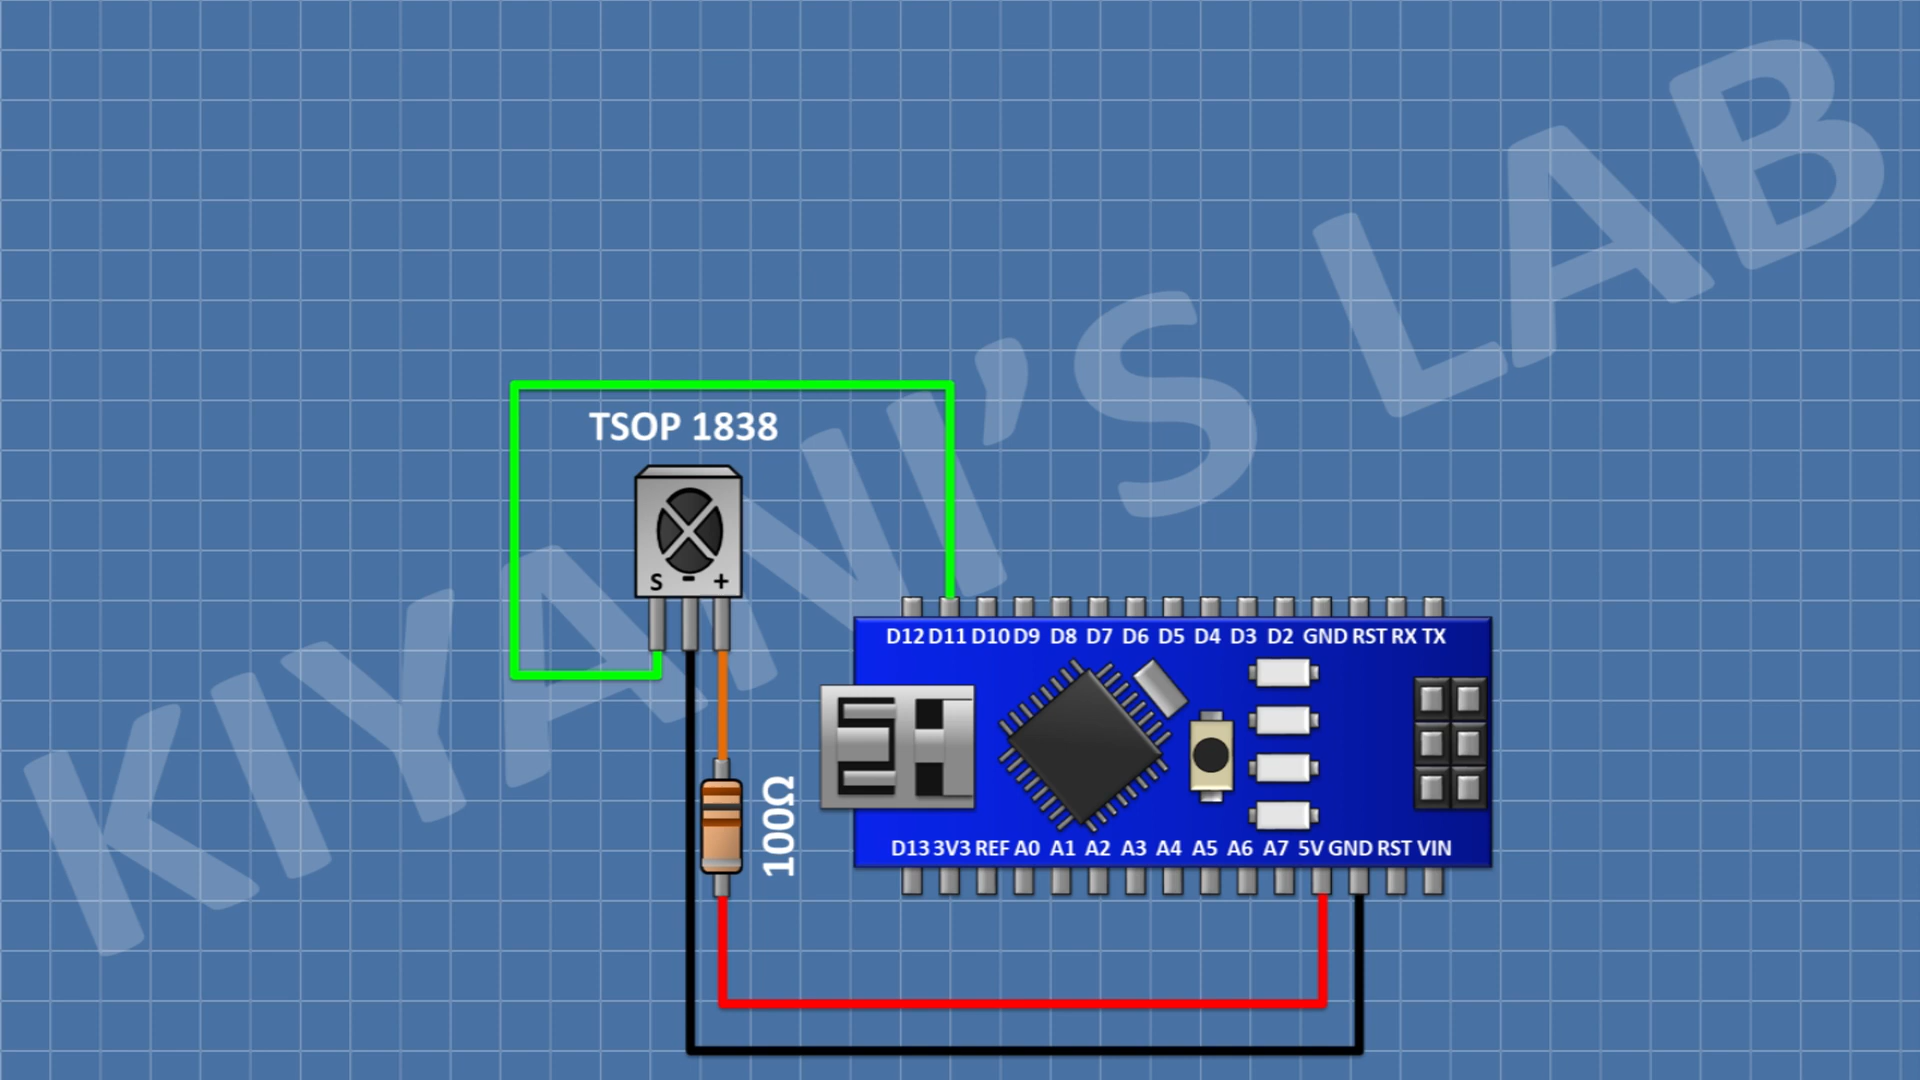 KIYANI'S LAB
TSOP 1838
S - +
D12 D11 D10 D9 D8 D7 D6 D5 D4 D3 D2 GND RST RX TX
100Ω
D13 3V3 REF A0 A1 A2 A3 A4 A5 A6 A7 5V GND RST VIN